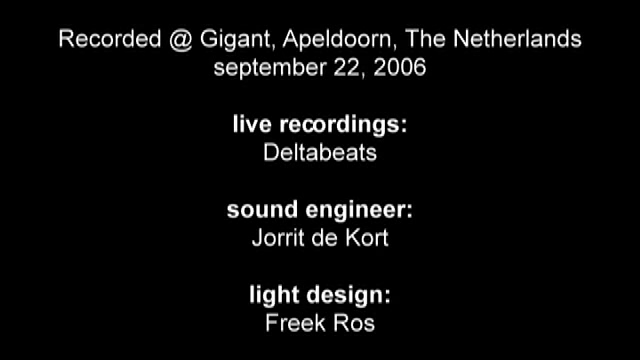 Recorded @ Gigant, Apeldoorn, The Netherlands
september 22, 2006
live recordings:
Deltabeats
sound engineer:
Jorrit de Kort
light design:
Freek Ros